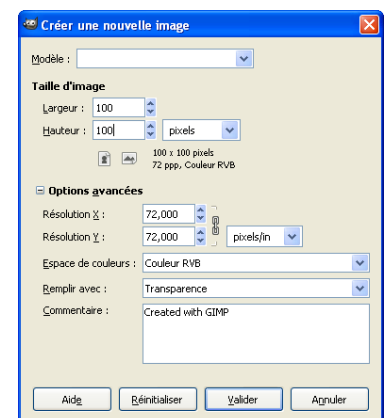 Créer une nouvelle image
Modèle :
Taille d'image
Largeur : 100
Hauteur : 100 pixels
100 x 100 pixels
72 ppp, Couleur RVB
Options avancées
Résolution X : 72,000
Résolution Y : 72,000 pixels/in
Espace de couleurs : Couleur RVB
Remplir avec : Transparence
Commentaire : Created with GIMP
Aide Réinitialiser Valider Annuler